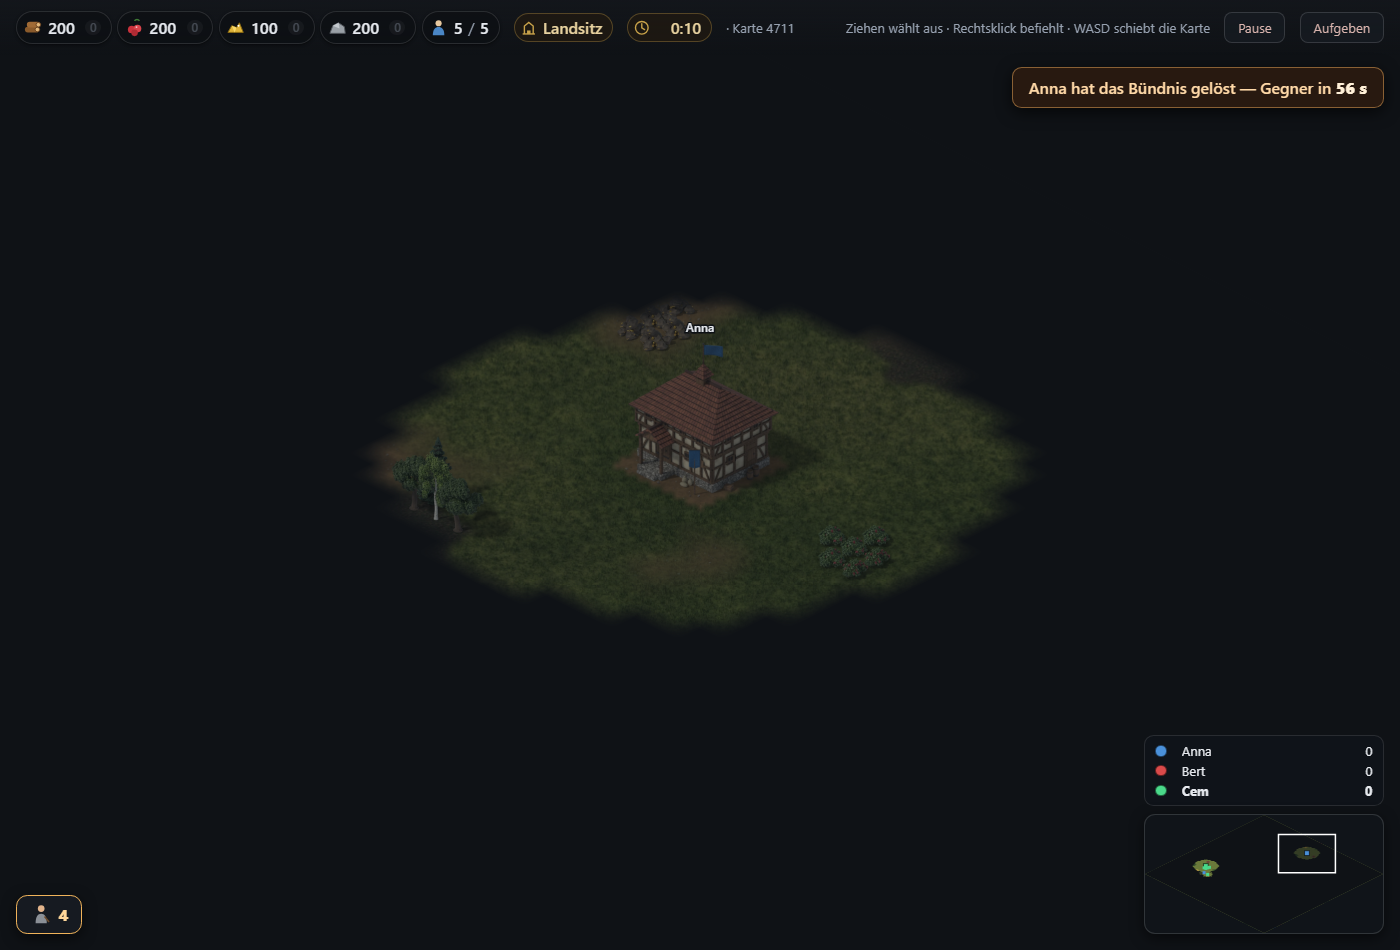 200 0 200 0 100 0 200 0 5 / 5 Landsitz 0:10 · Karte 4711 Ziehen wählt aus · Rechtsklick befiehlt · WASD schiebt die Karte Pause Aufgeben
Anna hat das Bündnis gelöst — Gegner in 56 s
Anna
Anna 0
Bert 0
Cem 0
4